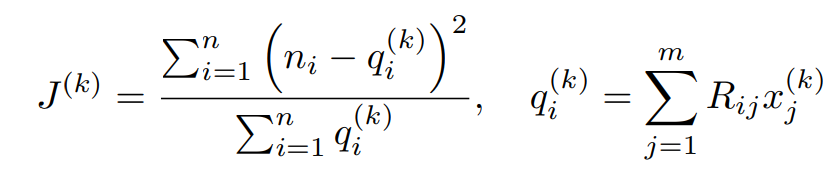 J^{(k)} = \frac{\sum_{i=1}^{n} \left( n_i - q_i^{(k)} \right)^2}{\sum_{i=1}^{n} q_i^{(k)}}, \quad q_i^{(k)} = \sum_{j=1}^{m} R_{ij} x_j^{(k)}